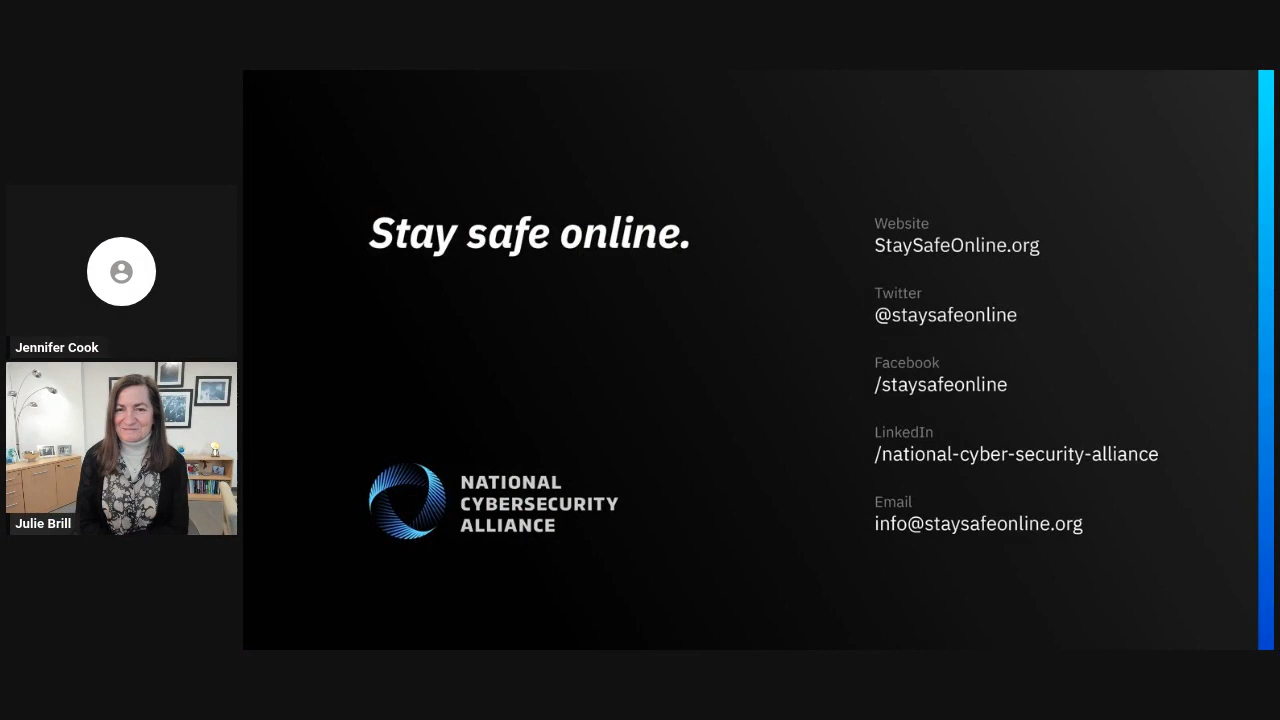 Jennifer Cook
Julie Brill
Stay safe online.
NATIONAL
CYBERSECURITY
ALLIANCE
Website
StaySafeOnline.org
Twitter
@staysafeonline
Facebook
/staysafeonline
LinkedIn
/national-cyber-security-alliance
Email
info@staysafeonline.org